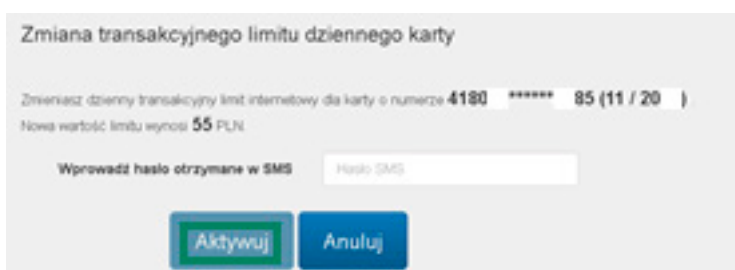 Zmiana transakcyjnego limitu dziennego karty
Zmieniasz dzienny transakcyjny limit internetowy dla karty o numerze 4180 ****** 85 (11 / 20 )
Nowa wartość limitu wynosi 55 PLN.
Wprowadź hasło otrzymane w SMS Hasło SMS
Aktywuj Anuluj